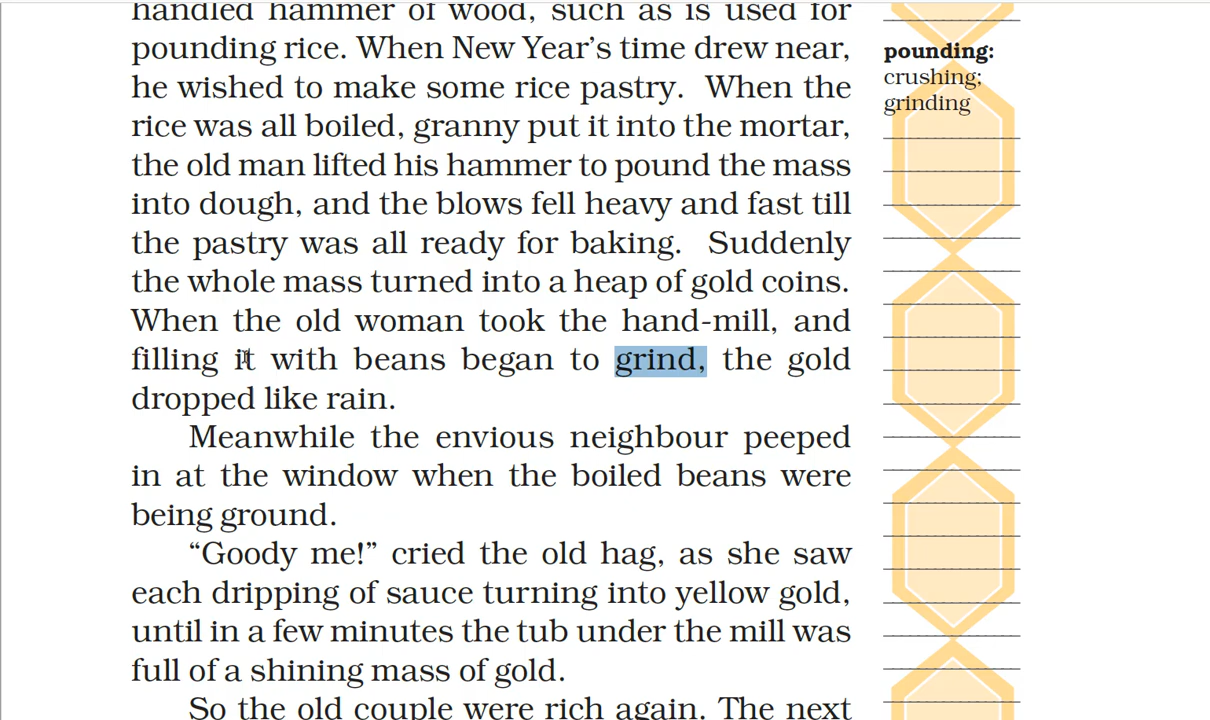 handled hammer of wood, such as is used for
pounding rice. When New Year’s time drew near,
he wished to make some rice pastry. When the
rice was all boiled, granny put it into the mortar,
the old man lifted his hammer to pound the mass
into dough, and the blows fell heavy and fast till
the pastry was all ready for baking. Suddenly
the whole mass turned into a heap of gold coins.
When the old woman took the hand-mill, and
filling it with beans began to grind, the gold
dropped like rain.
Meanwhile the envious neighbour peeped
in at the window when the boiled beans were
being ground.
“Goody me!” cried the old hag, as she saw
each dripping of sauce turning into yellow gold,
until in a few minutes the tub under the mill was
full of a shining mass of gold.
So the old couple were rich again. The next
pounding:
crushing;
grinding